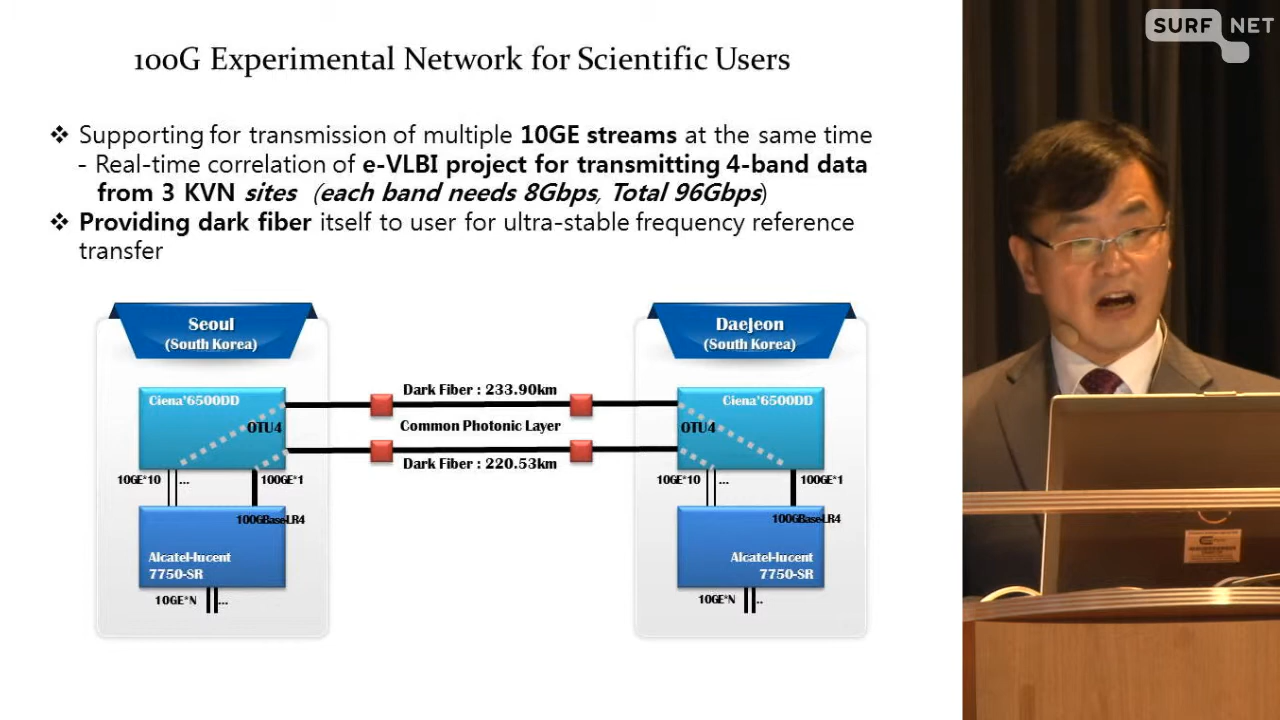 SURF NET
100G Experimental Network for Scientific Users
❖ Supporting for transmission of multiple 10GE streams at the same time
- Real-time correlation of e-VLBI project for transmitting 4-band data
from 3 KVN sites (each band needs 8Gbps, Total 96Gbps)
❖ Providing dark fiber itself to user for ultra-stable frequency reference
transfer
Seoul
(South Korea)
Ciena'6500DD
OTU4
10GE*10
...
100GE*1
100GBase-LR4
Alcatel-lucent
7750-SR
10GE*N
...
Dark Fiber : 233.90km
Common Photonic Layer
Dark Fiber : 220.53km
Daejeon
(South Korea)
Ciena'6500DD
OTU4
10GE*10
...
100GE*1
100GBase-LR4
Alcatel-lucent
7750-SR
10GE*N
..